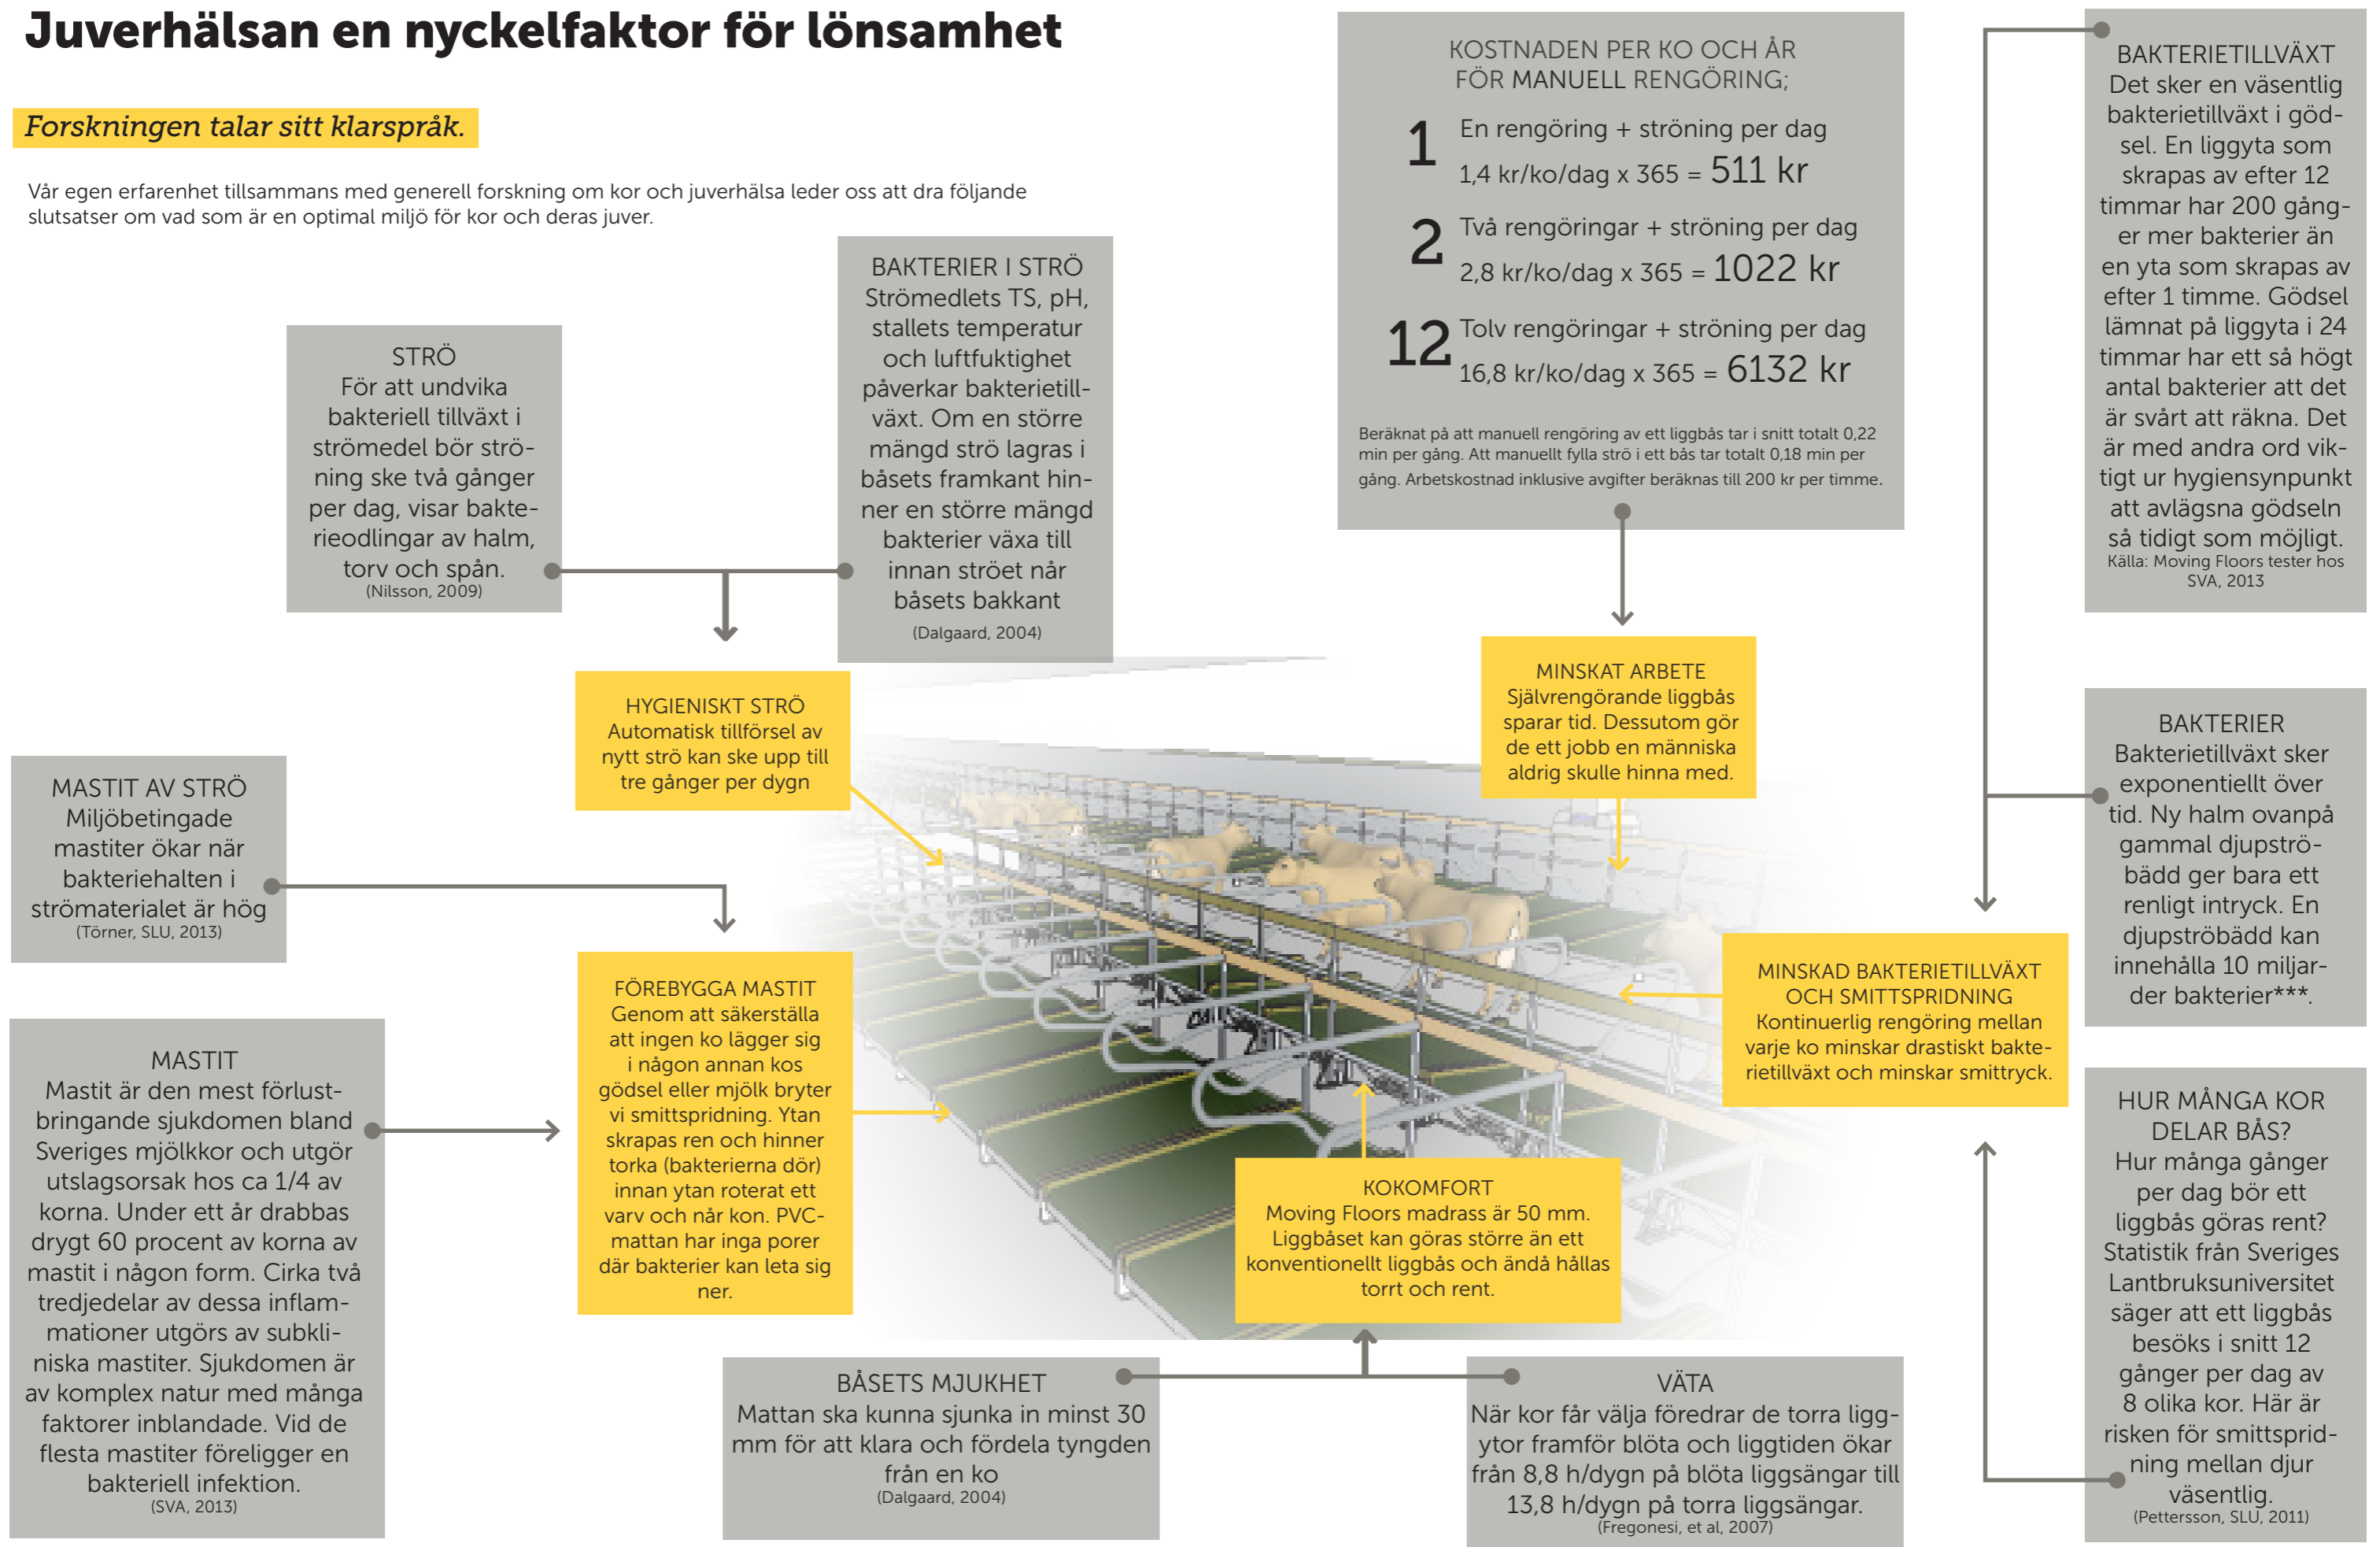 Juverhälsan en nyckelfaktor för lönsamhet
Forskningen talar sitt klarspråk.
Vår egen erfarenhet tillsammans med generell forskning om kor och juverhälsa leder oss att dra följande
slutsatser om vad som är en optimal miljö för kor och deras juver.
STRÖ
För att undvika
bakteriell tillväxt i
strömedel bör strö-
ning ske två gånger
per dag, visar bakte-
rieodlingar av halm,
torv och spån.
(Nilsson, 2009)
BAKTERIER I STRÖ
Strömedlets TS, pH,
stallets temperatur
och luftfuktighet
påverkar bakterietill-
växt. Om en större
mängd strö lagras i
båsets framkant hin-
ner en större mängd
bakterier växa till
innan ströet når
båsets bakkant
(Dalgaard, 2004)
KOSTNADEN PER KO OCH ÅR
FÖR MANUELL RENGÖRING;
1 En rengöring + ströning per dag
1,4 kr/ko/dag x 365 = 511 kr
2 Två rengöringar + ströning per dag
2,8 kr/ko/dag x 365 = 1022 kr
12 Tolv rengöringar + ströning per dag
16,8 kr/ko/dag x 365 = 6132 kr
Beräknat på att manuell rengöring av ett liggbås tar i snitt totalt 0,22
min per gång. Att manuellt fylla strö i ett bås tar totalt 0,18 min per
gång. Arbetskostnad inklusive avgifter beräknas till 200 kr per timme.
BAKTERIETILLVÄXT
Det sker en väsentlig
bakterietillväxt i göd-
sel. En liggyta som
skrapas av efter 12
timmar har 200 gång-
er mer bakterier än
en yta som skrapas av
efter 1 timme. Gödsel
lämnat på liggyta i 24
timmar har ett så högt
antal bakterier att det
är svårt att räkna. Det
är med andra ord vik-
tigt ur hygiensynpunkt
att avlägsna gödseln
så tidigt som möjligt.
Källa: Moving Floors tester hos
SVA, 2013
HYGIENISKT STRÖ
Automatisk tillförsel av
nytt strö kan ske upp till
tre gånger per dygn
MINSKAT ARBETE
Självrengörande liggbås
sparar tid. Dessutom gör
de ett jobb en människa
aldrig skulle hinna med.
BAKTERIER
Bakterietillväxt sker
exponentiellt över
tid. Ny halm ovanpå
gammal djupströ-
bädd ger bara ett
renligt intryck. En
djupströbädd kan
innehålla 10 miljar-
der bakterier***.
MASTIT AV STRÖ
Miljöbetingade
mastiter ökar när
bakteriehalten i
strömaterialet är hög
(Törner, SLU, 2013)
FÖREBYGGA MASTIT
Genom att säkerställa
att ingen ko lägger sig
i någon annan kos
gödsel eller mjölk bryter
vi smittspridning. Ytan
skrapas ren och hinner
torka (bakterierna dör)
innan ytan roterat ett
varv och når kon. PVC-
mattan har inga porer
där bakterier kan leta sig
ner.
MINSKAD BAKTERIETILLVÄXT
OCH SMITTSPRIDNING
Kontinuerlig rengöring mellan
varje ko minskar drastiskt bakte-
rietillväxt och minskar smittryck.
MASTIT
Mastit är den mest förlust-
bringande sjukdomen bland
Sveriges mjölkkor och utgör
utslagsorsak hos ca 1/4 av
korna. Under ett år drabbas
drygt 60 procent av korna av
mastit i någon form. Cirka två
tredjedelar av dessa inflam-
mationer utgörs av subkli-
niska mastiter. Sjukdomen är
av komplex natur med många
faktorer inblandade. Vid de
flesta mastiter föreligger en
bakteriell infektion.
(SVA, 2013)
KOKOMFORT
Moving Floors madrass är 50 mm.
Liggbåset kan göras större än ett
konventionellt liggbås och ändå hållas
torrt och rent.
HUR MÅNGA KOR
DELAR BÅS?
Hur många gånger
per dag bör ett
liggbås göras rent?
Statistik från Sveriges
Lantbruksuniversitet
säger att ett liggbås
besöks i snitt 12
gånger per dag av
8 olika kor. Här är
risken för smittsprid-
ning mellan djur
väsentlig.
(Pettersson, SLU, 2011)
BÅSETS MJUKHET
Mattan ska kunna sjunka in minst 30
mm för att klara och fördela tyngden
från en ko
(Dalgaard, 2004)
VÄTA
När kor får välja föredrar de torra ligg-
ytor framför blöta och liggtiden ökar
från 8,8 h/dygn på blöta liggsängar till
13,8 h/dygn på torra liggsängar.
(Fregonesi, et al, 2007)